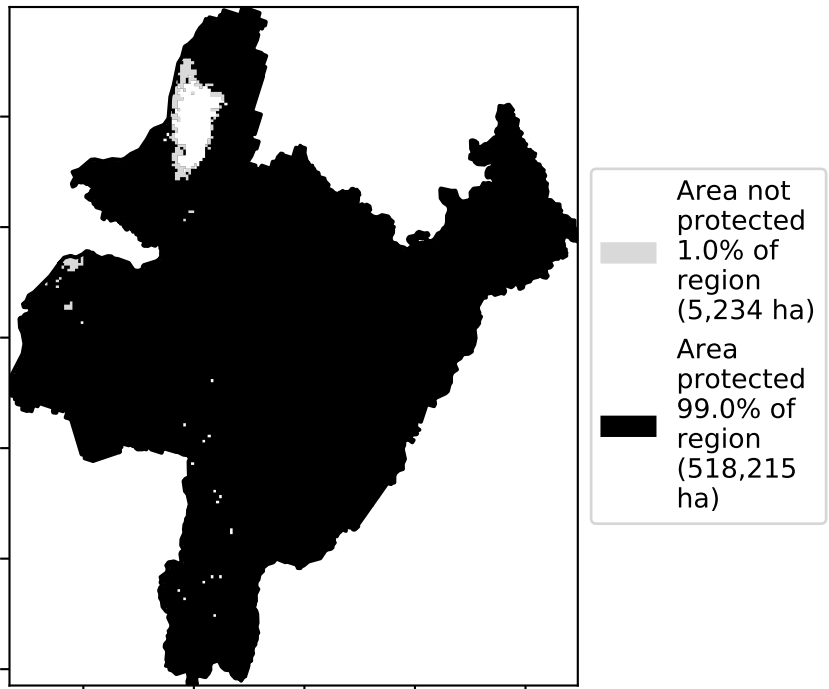 Area not
protected
1.0% of
region
(5,234 ha)
Area
protected
99.0% of
region
(518,215
ha)